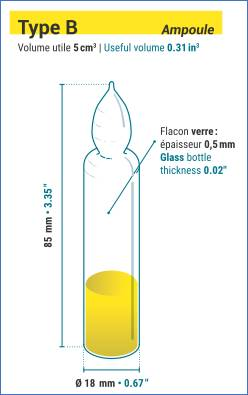 Type B Ampoule
Volume utile 5 cm³ | Useful volume 0.31 in³
Flacon verre :
épaisseur 0,5 mm
Glass bottle
thickness 0.02"
85 mm • 3.35"
Ø 18 mm • 0.67"